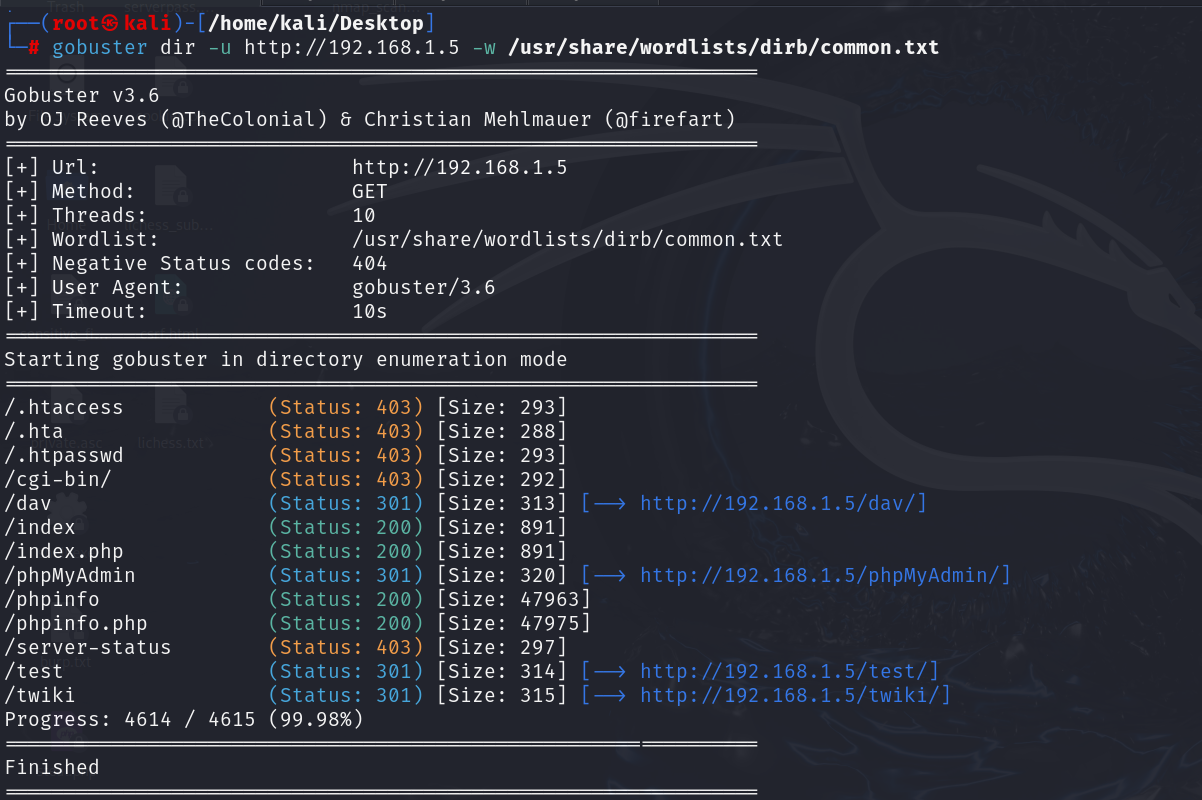 Trash serverpass... nmap_scan...
┌──(root㉿kali)-[/home/kali/Desktop]
└─# gobuster dir -u http://192.168.1.5 -w /usr/share/wordlists/dirb/common.txt
===============================================================
Gobuster v3.6
by OJ Reeves (@TheColonial) & Christian Mehlmauer (@firefart)
===============================================================
[+] Url:                     http://192.168.1.5
[+] Method:                  GET
[+] Threads:                 10
[+] Wordlist:                /usr/share/wordlists/dirb/common.txt
[+] Negative Status codes:   404
[+] User Agent:              gobuster/3.6
[+] Timeout:                 10s
===============================================================
Starting gobuster in directory enumeration mode
===============================================================
/.htaccess            (Status: 403) [Size: 293]
/.hta                 (Status: 403) [Size: 288]
/.htpasswd            (Status: 403) [Size: 293]
/cgi-bin/             (Status: 403) [Size: 292]
/dav                  (Status: 301) [Size: 313] [--> http://192.168.1.5/dav/]
/index                (Status: 200) [Size: 891]
/index.php            (Status: 200) [Size: 891]
/phpMyAdmin           (Status: 301) [Size: 320] [--> http://192.168.1.5/phpMyAdmin/]
/phpinfo              (Status: 200) [Size: 47963]
/phpinfo.php          (Status: 200) [Size: 47975]
/server-status        (Status: 403) [Size: 297]
/test                 (Status: 301) [Size: 314] [--> http://192.168.1.5/test/]
/twiki                (Status: 301) [Size: 315] [--> http://192.168.1.5/twiki/]
Progress: 4614 / 4615 (99.98%)
===============================================================
Finished
===============================================================